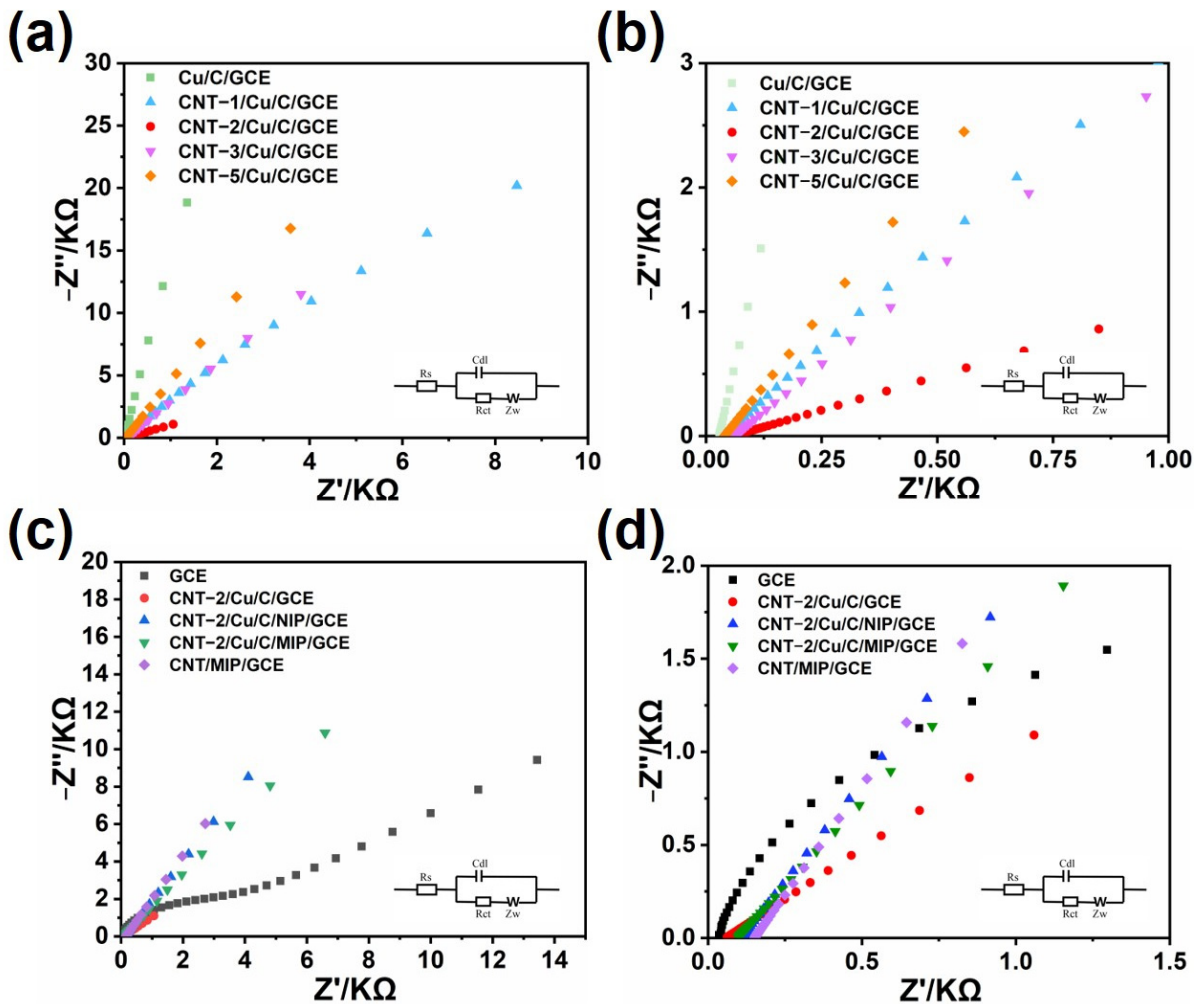 (a)
−Z''/KΩ
30
25
20
15
10
5
0
Cu/C/GCE
CNT−1/Cu/C/GCE
CNT−2/Cu/C/GCE
CNT−3/Cu/C/GCE
CNT−5/Cu/C/GCE
Cdl
Rs
Rct Zw
0 2 4 6 8 10
Z'/KΩ
(b)
−Z''/KΩ
3
2
1
0
Cu/C/GCE
CNT−1/Cu/C/GCE
CNT−2/Cu/C/GCE
CNT−3/Cu/C/GCE
CNT−5/Cu/C/GCE
Cdl
Rs
Rct Zw
0.00 0.25 0.50 0.75 1.00
Z'/KΩ
(c)
−Z''/KΩ
20
18
16
14
12
10
8
6
4
2
0
GCE
CNT−2/Cu/C/GCE
CNT−2/Cu/C/NIP/GCE
CNT−2/Cu/C/MIP/GCE
CNT/MIP/GCE
Cdl
Rs
Rct Zw
0 2 4 6 8 10 12 14
Z'/KΩ
(d)
−Z''/KΩ
2.0
1.5
1.0
0.5
0.0
GCE
CNT−2/Cu/C/GCE
CNT−2/Cu/C/NIP/GCE
CNT−2/Cu/C/MIP/GCE
CNT/MIP/GCE
Cdl
Rs
Rct Zw
0.0 0.5 1.0 1.5
Z'/KΩ